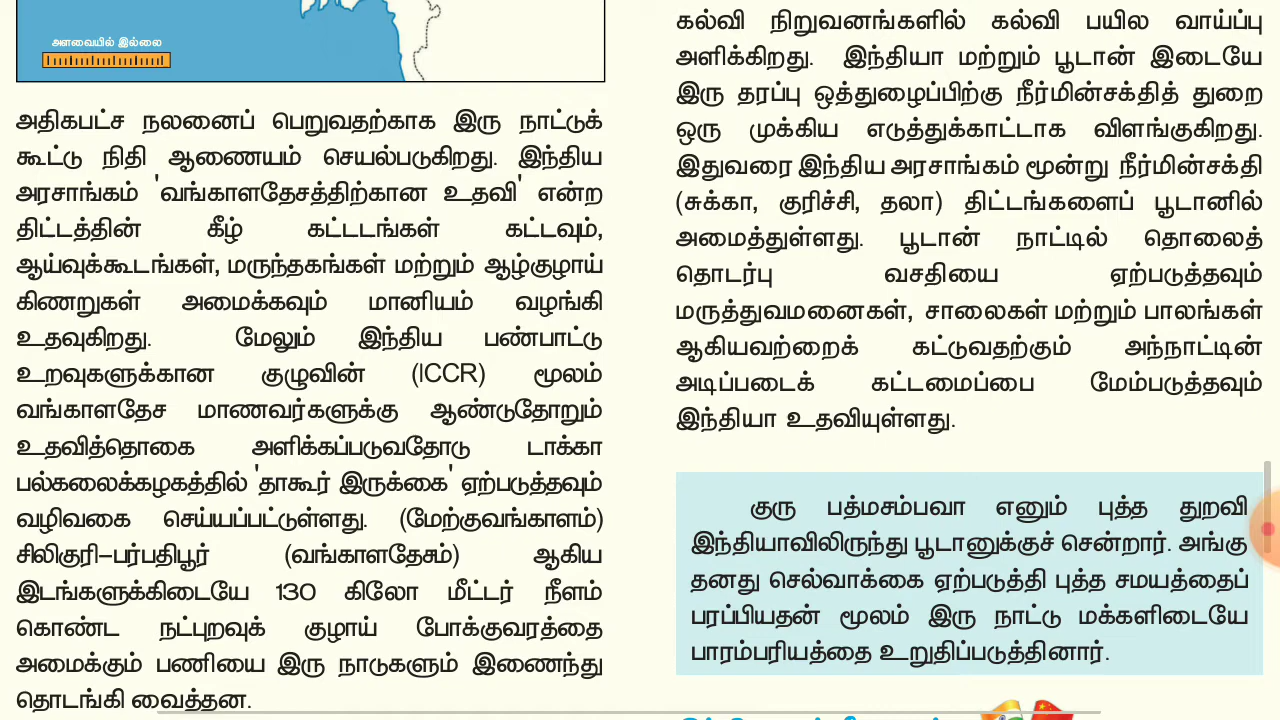 அளவையில் இல்லை
அதிகபட்ச நலனைப் பெறுவதற்காக இரு நாட்டுக்
கூட்டு நிதி ஆணையம் செயல்படுகிறது. இந்திய
அரசாங்கம் 'வங்காளதேசத்திற்கான உதவி' என்ற
திட்டத்தின் கீழ் கட்டடங்கள் கட்டவும்,
ஆய்வுக்கூடங்கள், மருந்தகங்கள் மற்றும் ஆழ்குழாய்
கிணறுகள் அமைக்கவும் மானியம் வழங்கி
உதவுகிறது. மேலும் இந்திய பண்பாட்டு
உறவுகளுக்கான குழுவின் (ICCR) மூலம்
வங்காளதேச மாணவர்களுக்கு ஆண்டுதோறும்
உதவித்தொகை அளிக்கப்படுவதோடு டாக்கா
பல்கலைக்கழகத்தில் 'தாகூர் இருக்கை' ஏற்படுத்தவும்
வழிவகை செய்யப்பட்டுள்ளது. (மேற்குவங்காளம்)
சிலிகுரி–பர்பதிபூர் (வங்காளதேசம்) ஆகிய
இடங்களுக்கிடையே 130 கிலோ மீட்டர் நீளம்
கொண்ட நட்புறவுக் குழாய் போக்குவரத்தை
அமைக்கும் பணியை இரு நாடுகளும் இணைந்து
தொடங்கி வைத்தன.
கல்வி நிறுவனங்களில் கல்வி பயில வாய்ப்பு
அளிக்கிறது. இந்தியா மற்றும் பூடான் இடையே
இரு தரப்பு ஒத்துழைப்பிற்கு நீர்மின்சக்தித் துறை
ஒரு முக்கிய எடுத்துக்காட்டாக விளங்குகிறது.
இதுவரை இந்திய அரசாங்கம் மூன்று நீர்மின்சக்தி
(சுக்கா, குரிச்சி, தலா) திட்டங்களைப் பூடானில்
அமைத்துள்ளது. பூடான் நாட்டில் தொலைத்
தொடர்பு வசதியை ஏற்படுத்தவும்
மருத்துவமனைகள், சாலைகள் மற்றும் பாலங்கள்
ஆகியவற்றைக் கட்டுவதற்கும் அந்நாட்டின்
அடிப்படைக் கட்டமைப்பை மேம்படுத்தவும்
இந்தியா உதவியுள்ளது.
குரு பத்மசம்பவா எனும் புத்த துறவி
இந்தியாவிலிருந்து பூடானுக்குச் சென்றார். அங்கு
தனது செல்வாக்கை ஏற்படுத்தி புத்த சமயத்தைப்
பரப்பியதன் மூலம் இரு நாட்டு மக்களிடையே
பாரம்பரியத்தை உறுதிப்படுத்தினார்.